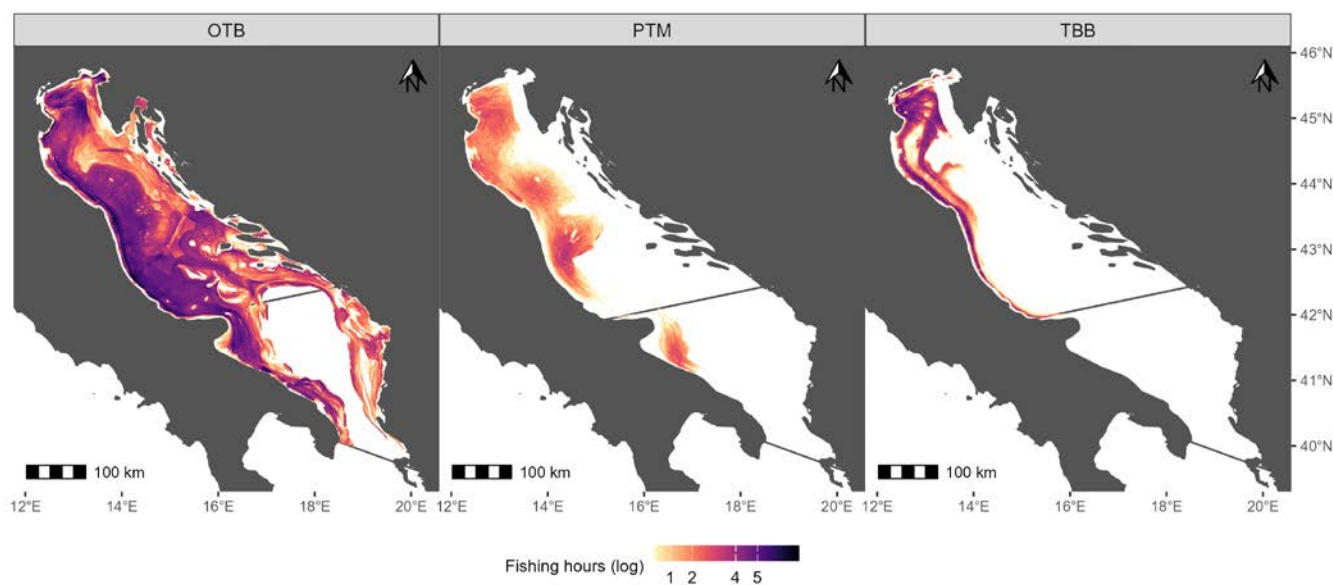 OTB PTM TBB
46°N
45°N
44°N
43°N
42°N
41°N
40°N
100 km 100 km 100 km
12°E 14°E 16°E 18°E 20°E 12°E 14°E 16°E 18°E 20°E 12°E 14°E 16°E 18°E 20°E
Fishing hours (log)
1 2 4 5